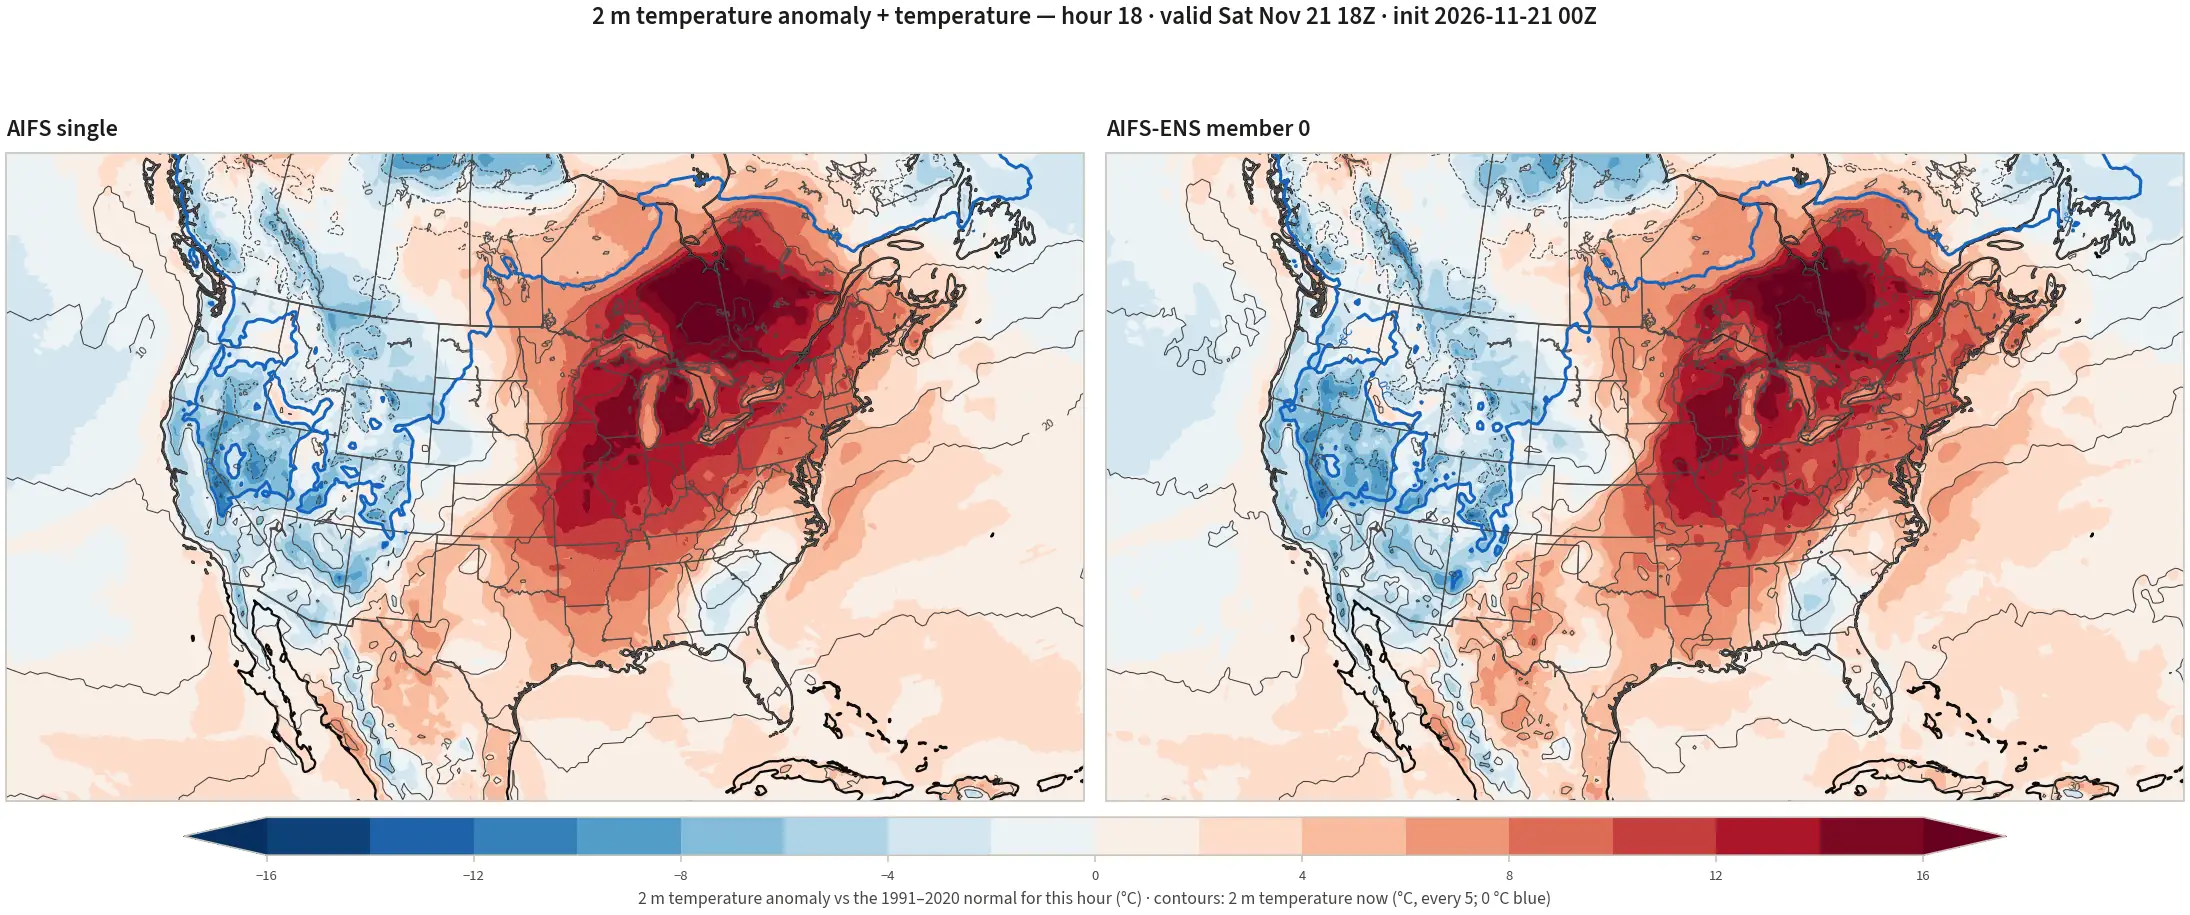 2 m temperature anomaly + temperature — hour 18 · valid Sat Nov 21 18Z · init 2026-11-21 00Z
AIFS single
AIFS-ENS member 0
10
20
−16
−12
−8
−4
0
4
8
12
16
2 m temperature anomaly vs the 1991–2020 normal for this hour (°C) · contours: 2 m temperature now (°C, every 5; 0 °C blue)